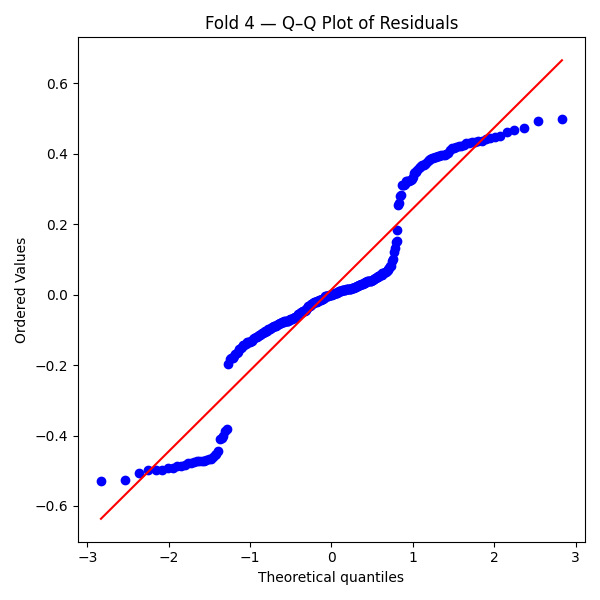 Fold 4 — Q–Q Plot of Residuals
Ordered Values
0.6
0.4
0.2
0.0
−0.2
−0.4
−0.6
−3 −2 −1 0 1 2 3
Theoretical quantiles